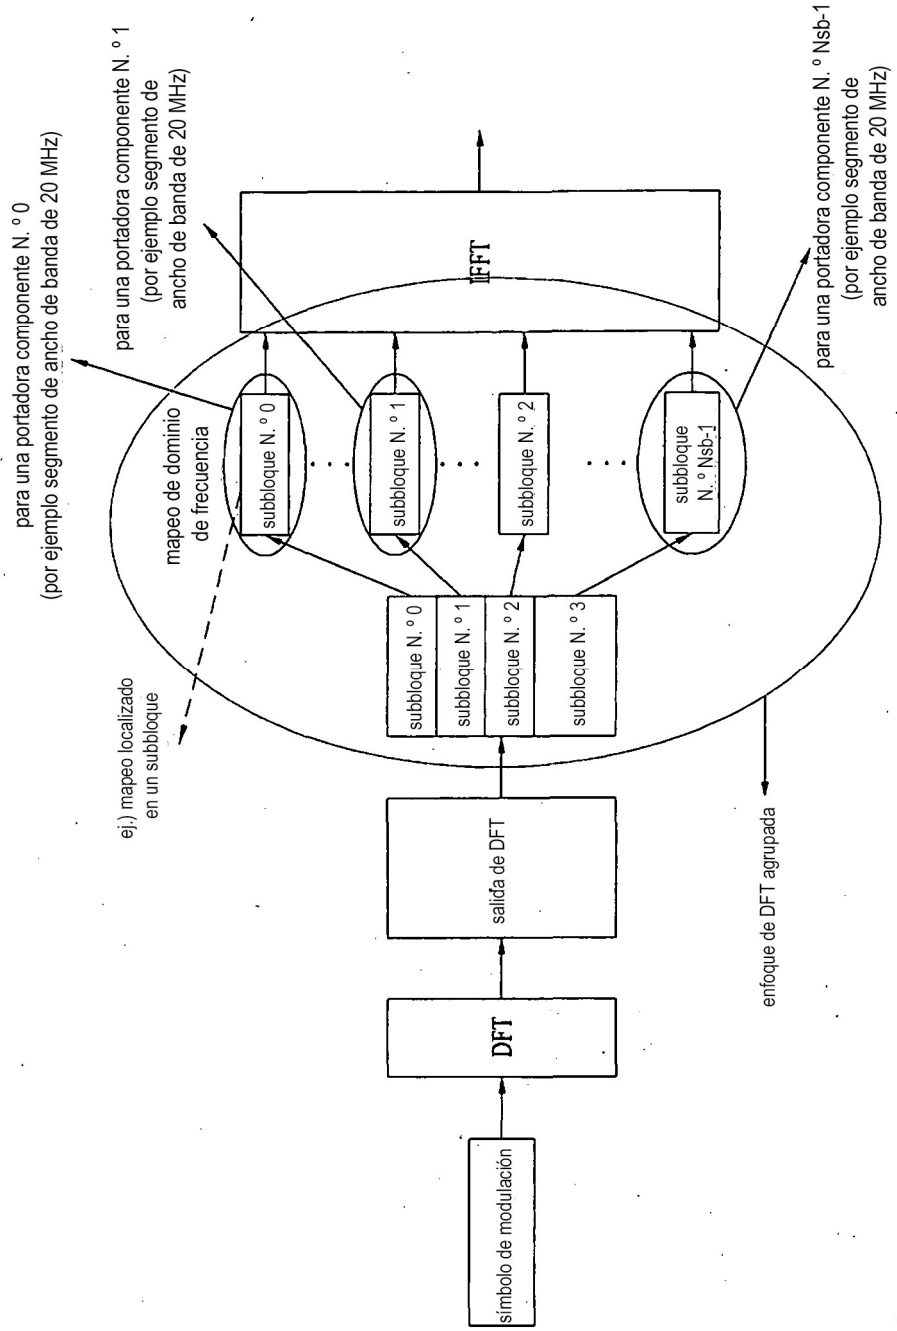 para una portadora componente N. º 0
(por ejemplo segmento de ancho de banda de 20 MHz)
para una portadora componente N. º 1
(por ejemplo segmento de
ancho de banda de 20 MHz)
para una portadora componente N. º Nsb-1
(por ejemplo segmento de
ancho de banda de 20 MHz)
ej.) mapeo localizado
en un subbloque
mapeo de dominio
de frecuencia
símbolo de modulación
DFT
salida de DFT
subbloque N. º 0
subbloque N. º 1
subbloque N. º 2
subbloque N. º 3
subbloque N. º 0
subbloque N. º 1
subbloque N. º 2
subbloque
N. º Nsb-1
IFFT
enfoque de DFT agrupada